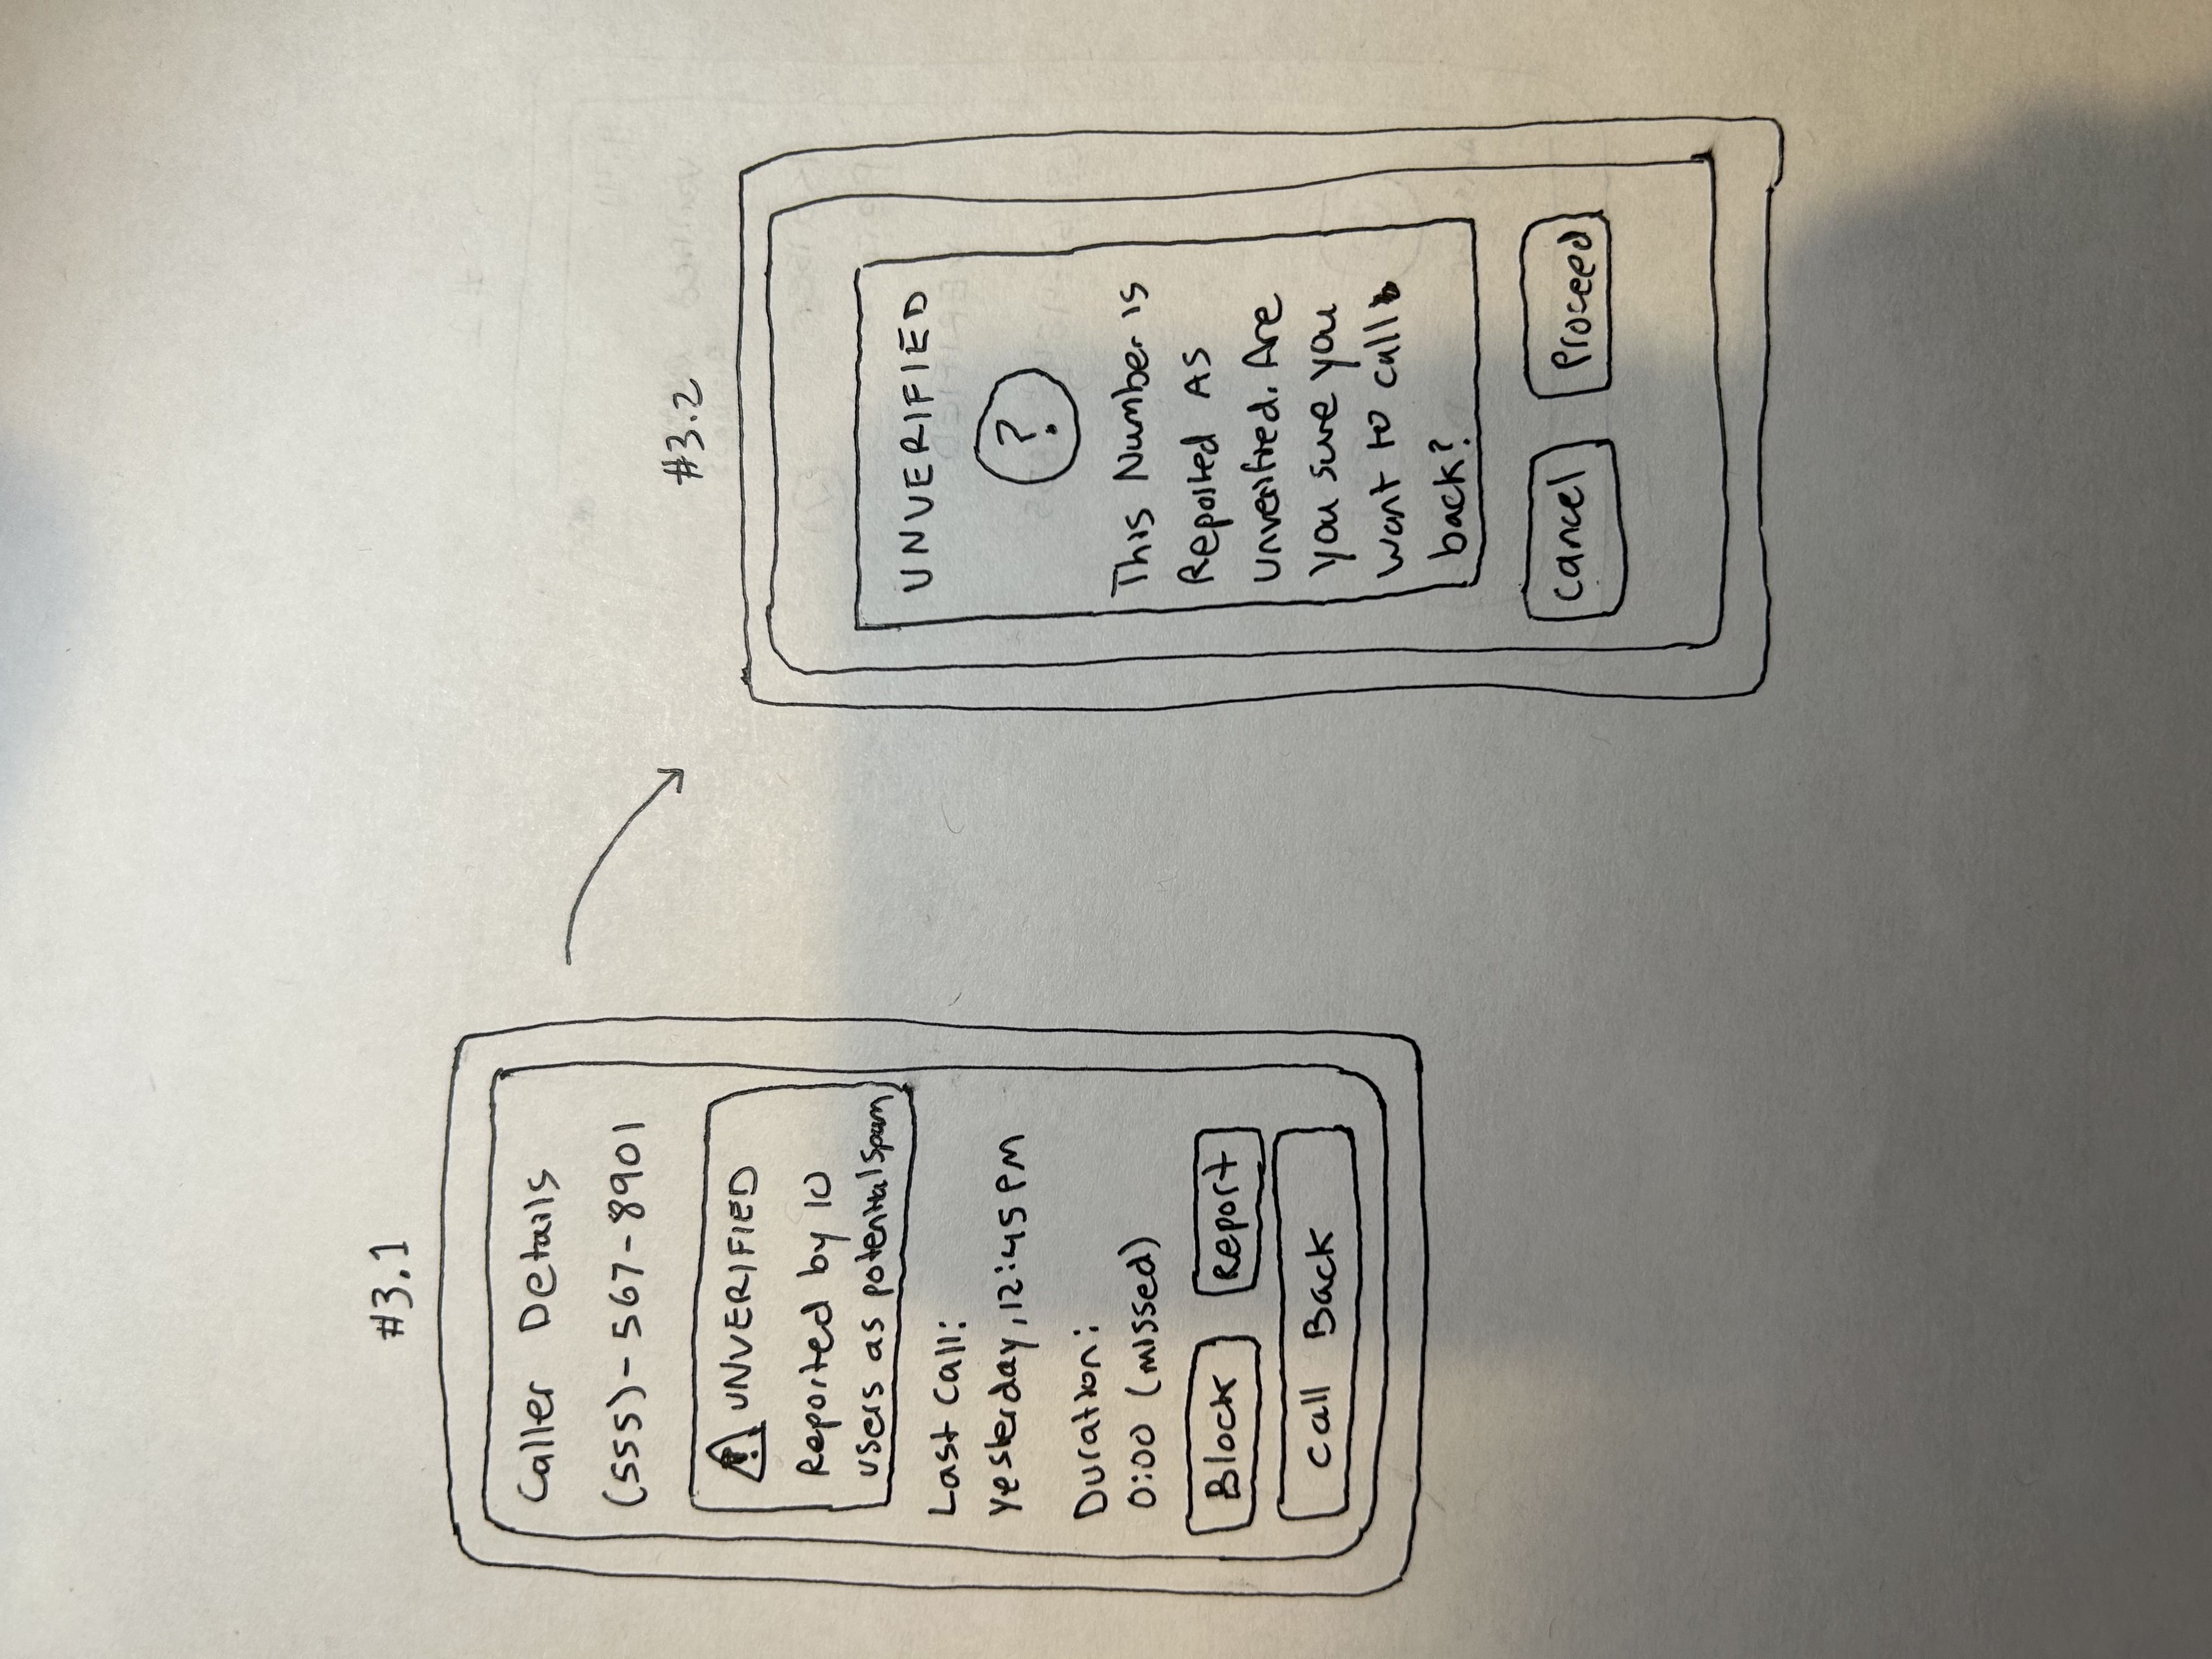 #3.1
Caller Details
(555)-567-8901
! UNVERIFIED
Reported by 10
users as potential spam
Last Call:
Yesterday, 12:45 PM
Duration:
0:00 (missed)
Block Report
Call Back
#3.2
UNVERIFIED
?
This Number is
Reported As
unverified. Are
you sure you
want to call
back?
Cancel Proceed